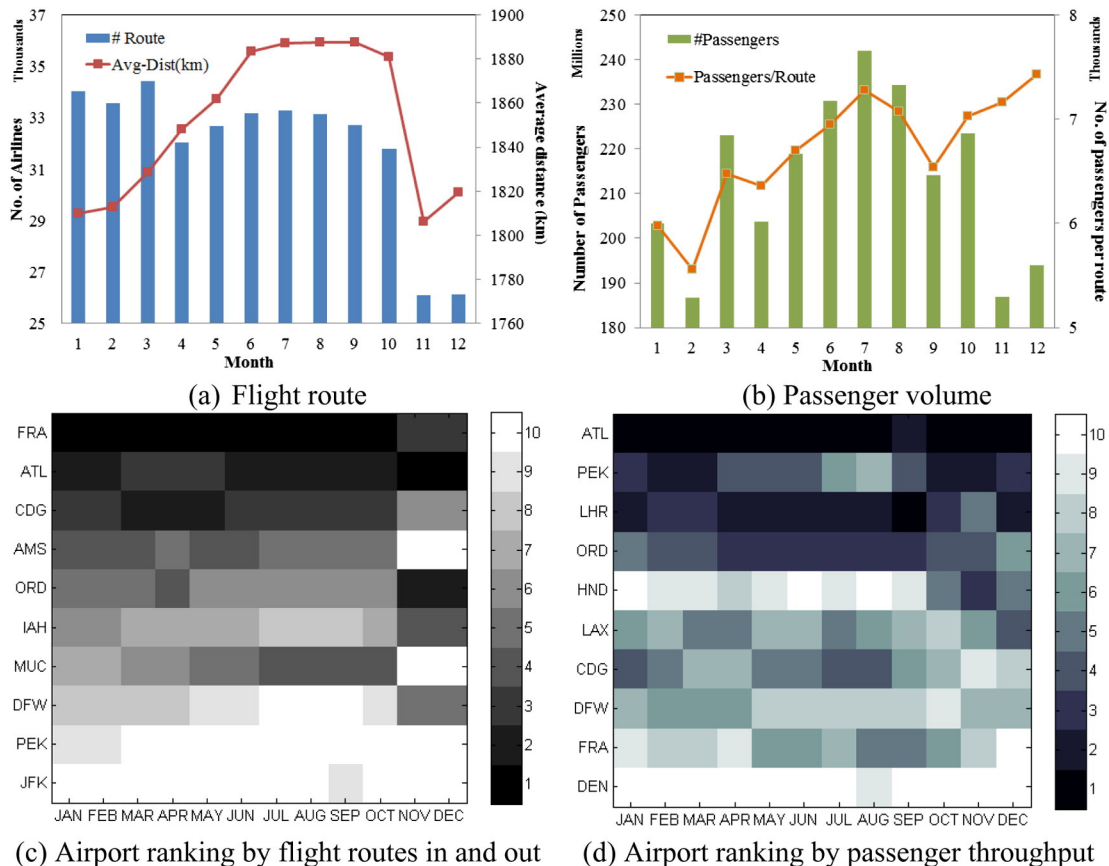 Thousands
No. of Airlines
37
35
33
31
29
27
25
# Route
Avg-Dist(km)
1900
1880
1860
1840
1820
1800
1780
1760
Average distance (km)
1 2 3 4 5 6 7 8 9 10 11 12
Month
(a) Flight route
Millions
Number of Passengers
250
240
230
220
210
200
190
180
#Passengers
Passengers/Route
8
7
6
5
Thousands
No. of passengers per route
1 2 3 4 5 6 7 8 9 10 11 12
Month
(b) Passenger volume
FRA
ATL
CDG
AMS
ORD
IAH
MUC
DFW
PEK
JFK
JAN FEB MAR APR MAY JUN JUL AUG SEP OCT NOV DEC
10
9
8
7
6
5
4
3
2
1
(c) Airport ranking by flight routes in and out
ATL
PEK
LHR
ORD
HND
LAX
CDG
DFW
FRA
DEN
JAN FEB MAR APR MAY JUN JUL AUG SEP OCT NOV DEC
10
9
8
7
6
5
4
3
2
1
(d) Airport ranking by passenger throughput